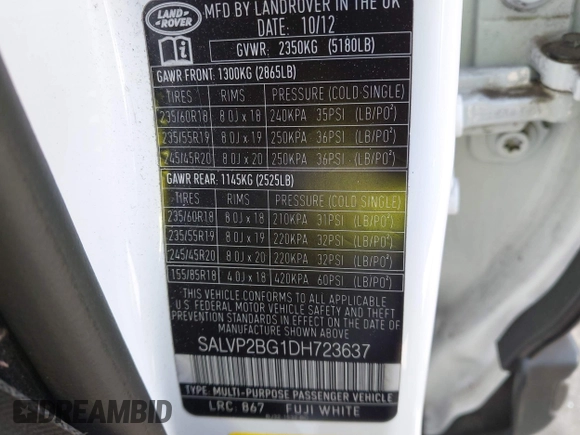 LAND ROVER
MFD BY LANDROVER IN THE UK
DATE: 10/12
GVWR: 2350KG (5180LB)
GAWR FRONT: 1300KG (2865LB)
TIRES RIMS PRESSURE (COLD SINGLE)
235/60R18 8.0J x 18 240KPA 35PSI (LB/PO²)
235/55R19 8.0J x 19 250KPA 36PSI (LB/PO²)
245/45R20 8.0J x 20 250KPA 36PSI (LB/PO²)
GAWR REAR: 1145KG (2525LB)
TIRES RIMS PRESSURE (COLD SINGLE)
235/60R18 8.0J x 18 210KPA 31PSI (LB/PO²)
235/55R19 8.0J x 19 220KPA 32PSI (LB/PO²)
245/45R20 8.0J x 20 220KPA 32PSI (LB/PO²)
155/85R18 4.0J x 18 420KPA 60PSI (LB/PO²)
THIS VEHICLE CONFORMS TO ALL APPLICABLE
U.S. FEDERAL MOTOR VEHICLE SAFETY AND THEFT
PREVENTION STANDARDS IN EFFECT ON THE DATE
OF MANUFACTURE SHOWN ABOVE.
SALVP2BG1DH723637
TYPE: MULTI-PURPOSE PASSENGER VEHICLE
LRC: 867 FUJI WHITE
DREAMBID
AUCTION HISTORY